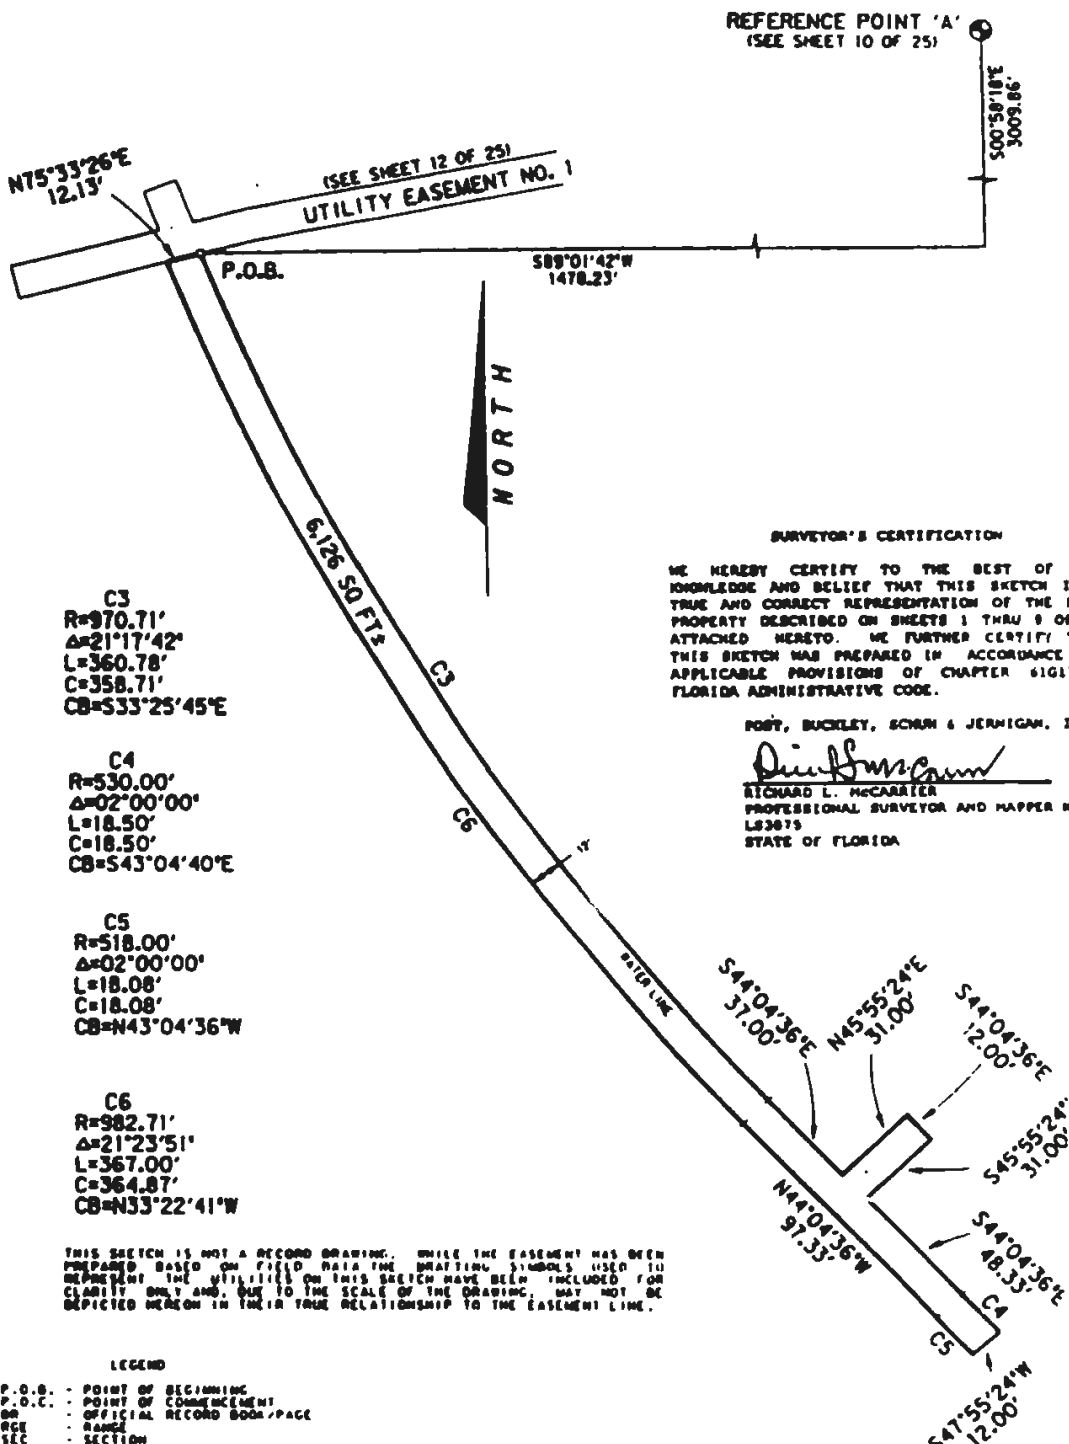 REFERENCE POINT 'A'
(SEE SHEET 10 OF 25)
S00°58'18"E
3009.86'
N75°33'26"E
12.13'
(SEE SHEET 12 OF 25)
UTILITY EASEMENT NO. 1
P.O.B.
S89°01'42"W
1478.23'
NORTH
6,126 SQ FT±
C3
C6
12'
WATER LINE
SURVEYOR'S CERTIFICATION
WE HEREBY CERTIFY TO THE BEST OF
KNOWLEDGE AND BELIEF THAT THIS SKETCH I
TRUE AND CORRECT REPRESENTATION OF THE
PROPERTY DESCRIBED ON SHEETS 1 THRU 9 OF
ATTACHED HERETO. WE FURTHER CERTIFY
THIS SKETCH WAS PREPARED IN ACCORDANCE
APPLICABLE PROVISIONS OF CHAPTER 61G1
FLORIDA ADMINISTRATIVE CODE.
POST, BUCKLEY, SCHUH & JERNIGAN, I
RICHARD L. McCARRIER
PROFESSIONAL SURVEYOR AND MAPPER N
LS3875
STATE OF FLORIDA
C3
R=970.71'
Δ=21°17'42"
L=360.78'
C=358.71'
CB=S33°25'45"E
C4
R=530.00'
Δ=02°00'00"
L=18.50'
C=18.50'
CB=S43°04'40"E
C5
R=518.00'
Δ=02°00'00"
L=18.08'
C=18.08'
CB=N43°04'36"W
C6
R=982.71'
Δ=21°23'51"
L=367.00'
C=364.87'
CB=N33°22'41"W
S44°04'36"E
37.00'
N45°55'24"E
31.00'
S44°04'36"E
12.00'
S45°55'24"
31.00'
S44°04'36"E
48.33'
N44°04'36"W
97.33'
C4
C5
S47°55'24"W
12.00'
THIS SKETCH IS NOT A RECORD DRAWING. WHILE THE EASEMENT HAS BEEN
PREPARED BASED ON FIELD DATA THE DRAFTING SYMBOLS USED TO
REPRESENT THE UTILITIES ON THIS SKETCH HAVE BEEN INCLUDED FOR
CLARITY ONLY AND, DUE TO THE SCALE OF THE DRAWING, MAY NOT BE
DEPICTED HEREON IN THEIR TRUE RELATIONSHIP TO THE EASEMENT LINE.
LEGEND
P.O.B. - POINT OF BEGINNING
P.O.C. - POINT OF COMMENCEMENT
OR - OFFICIAL RECORD BOOK/PAGE
RGE - RANGE
SEC - SECTION